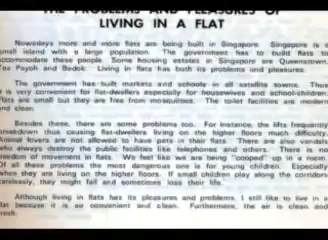 THE PROBLEMS AND PLEASURES OF
LIVING IN A FLAT
Nowadays more and more flats are being built in Singapore. Singapore is a
small island with a large population. The government has to build flats to
accommodate these people. Some housing estates in Singapore are Queenstown,
Toa Payoh and Bedok. Living in flats has both its problems and pleasures.
The government has built markets and schools in all satellite towns. Thus
it is very convenient for flat-dwellers especially for housewives and school-children.
Flats are small but they are free from mosquitoes. The toilet facilities are modern
and clean.
Besides these, there are some problems too. For instance, the lifts frequently
breakdown thus causing flat-dwellers living on the higher floors much difficulty.
Animal lovers are not allowed to have pets in their flats. There are also vandals
who always destroy the public facilities like telephones and others. There is no
freedom of movement in flats. We feel like we are being "cooped" up in a room.
Of all these problems the most dangerous one is for young children. Especially
when they are living on the higher floors. If small children play along the corridors
carelessly, they might fall and sometimes lose their life.
Although living in flat has its pleasures and problems, I still like to live in a
flat because it is so convenient and clean. Furthermore, the air is clean and
fresh.